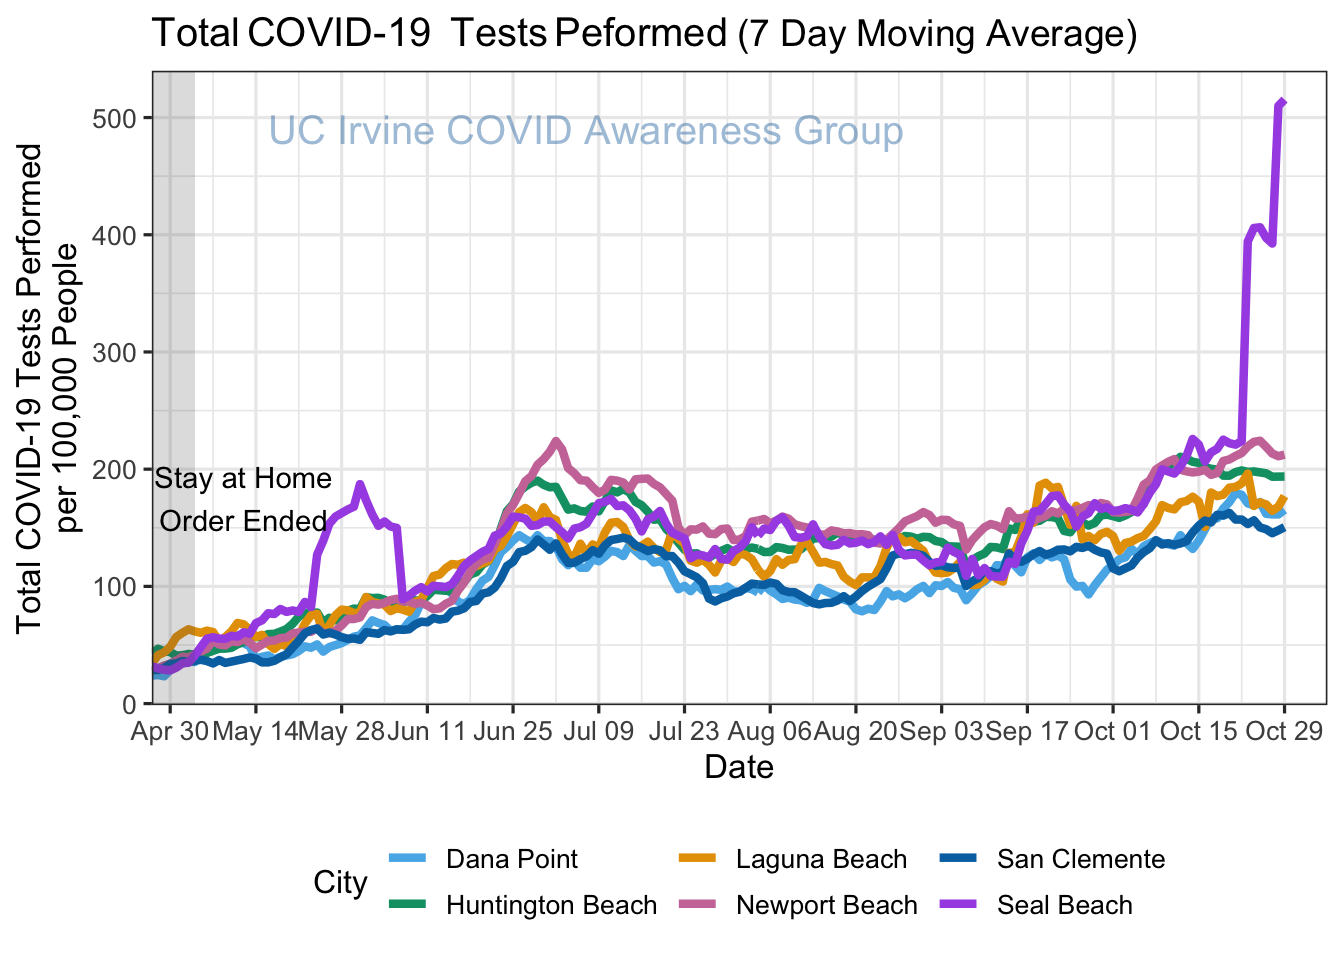 Total COVID-19 Tests Peformed (7 Day Moving Average)
UC Irvine COVID Awareness Group
Total COVID-19 Tests Performed
per 100,000 People
500
400
300
200
100
0
Stay at Home
Order Ended
Apr 30 May 14 May 28 Jun 11 Jun 25 Jul 09 Jul 23 Aug 06 Aug 20 Sep 03 Sep 17 Oct 01 Oct 15 Oct 29
Date
City
Dana Point Laguna Beach San Clemente
Huntington Beach Newport Beach Seal Beach